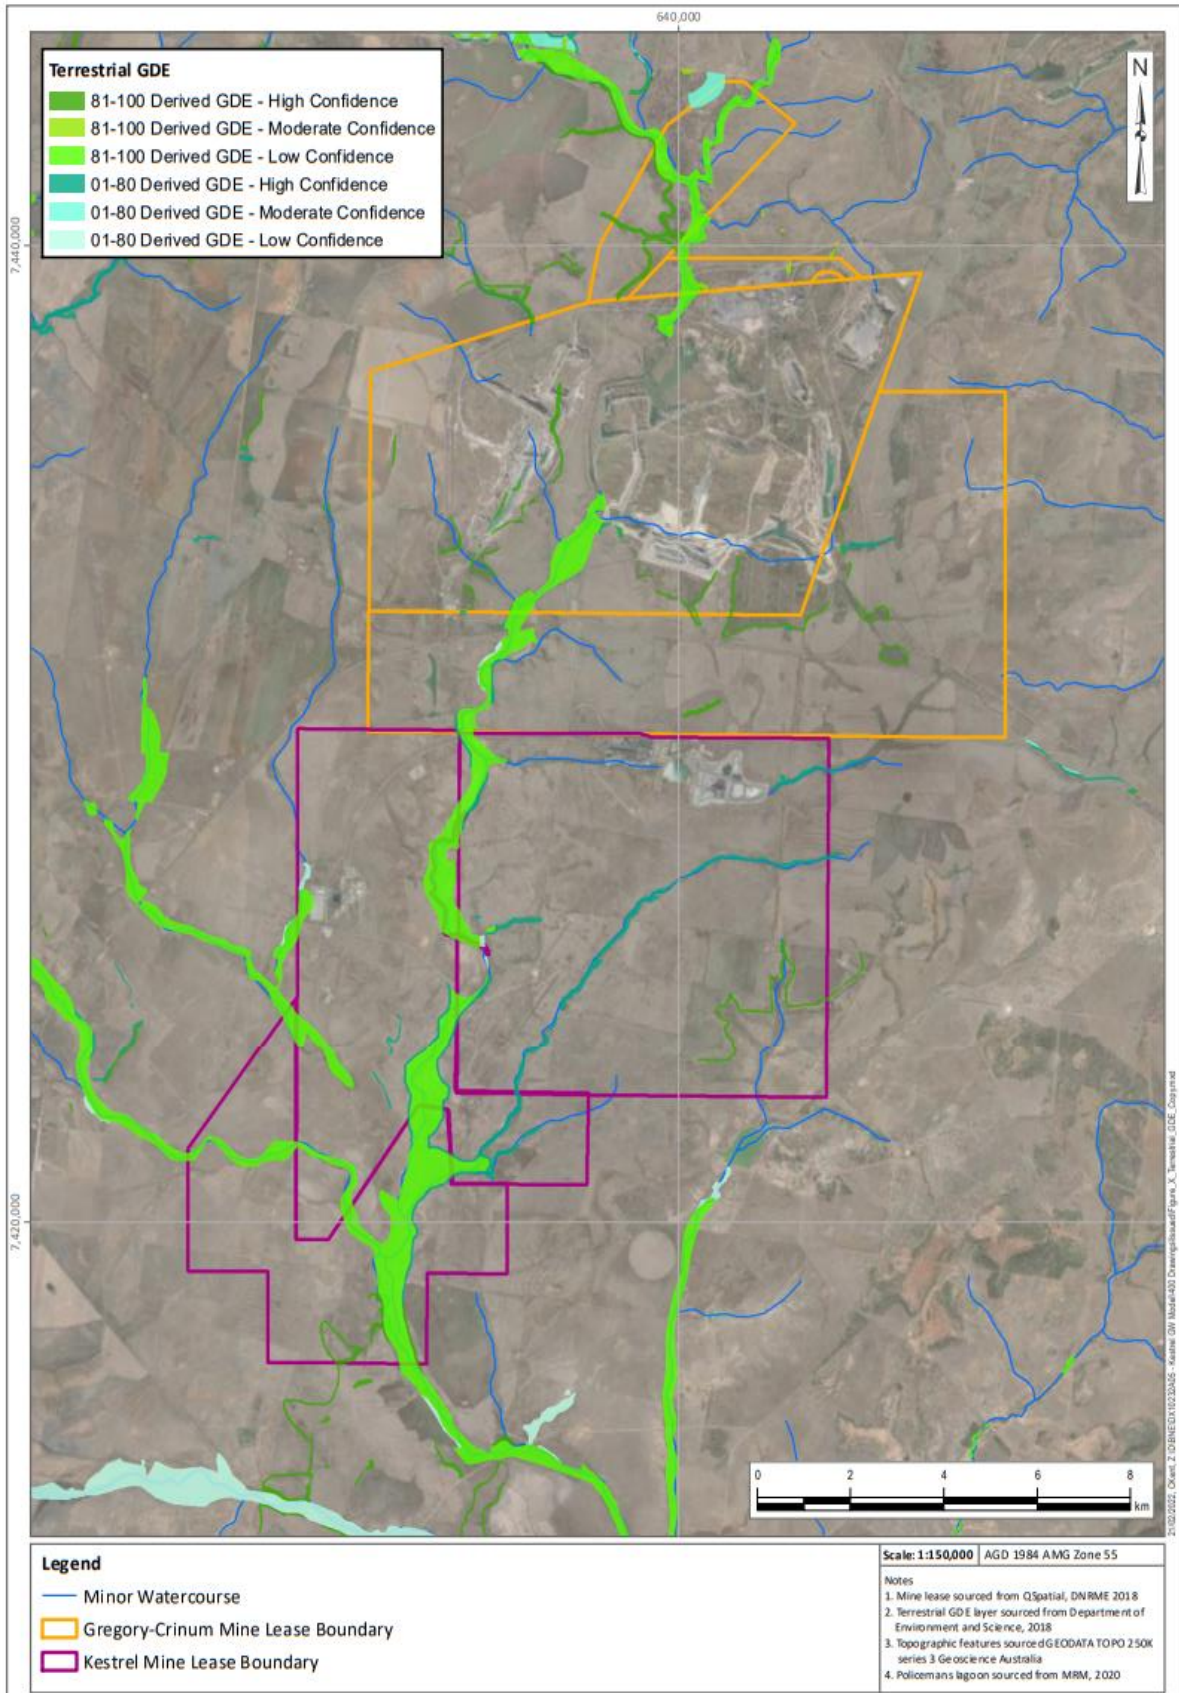 640,000
Terrestrial GDE
81-100 Derived GDE - High Confidence
81-100 Derived GDE - Moderate Confidence
81-100 Derived GDE - Low Confidence
01-80 Derived GDE - High Confidence
01-80 Derived GDE - Moderate Confidence
01-80 Derived GDE - Low Confidence
N
7,440,000
7,420,000
0 2 4 6 8
km
Legend
Minor Watercourse
Gregory-Crinum Mine Lease Boundary
Kestrel Mine Lease Boundary
Scale: 1:150,000 AGD 1984 AMG Zone 55
Notes
1. Mine lease sourced from QSpatial, DNRME 2018
2. Terrestrial GDE layer sourced from Department of
Environment and Science, 2018
3. Topographic features sourced GEODATA TOPO 250K
series 3 Geoscience Australia
4. Policemans lagoon sourced from MRM, 2020
21/02/2022,